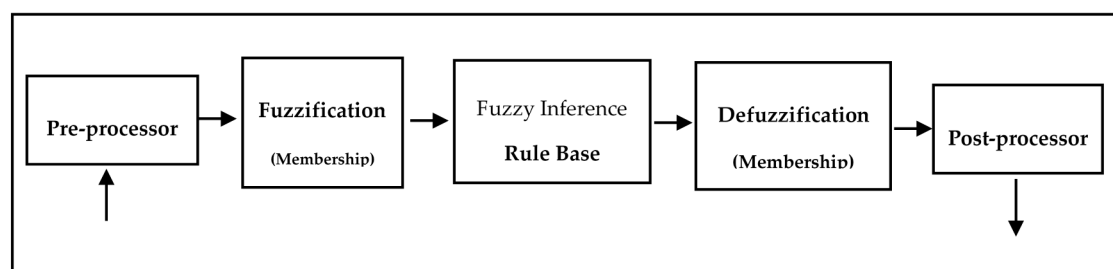 Pre-processor
Fuzzification
(Membership)
Fuzzy Inference
Rule Base
Defuzzification
(Membership)
Post-processor